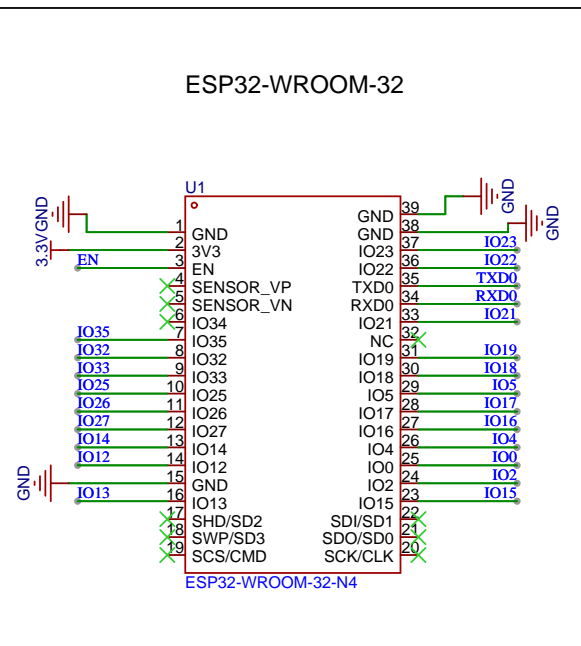 ESP32-WROOM-32
U1
GND
3.3V
EN
IO35
IO32
IO33
IO25
IO26
IO27
IO14
IO12
GND
IO13
1 GND
2 3V3
3 EN
4 SENSOR_VP
5 SENSOR_VN
6 IO34
7 IO35
8 IO32
9 IO33
10 IO25
11 IO26
12 IO27
13 IO14
14 IO12
15 GND
16 IO13
17 SHD/SD2
18 SWP/SD3
19 SCS/CMD
GND 39
GND 38
IO23 37
IO22 36
TXD0 35
RXD0 34
IO21 33
NC 32
IO19 31
IO18 30
IO5 29
IO17 28
IO16 27
IO4 26
IO0 25
IO2 24
IO15 23
SDI/SD1 22
SDO/SD0 21
SCK/CLK 20
GND
GND
IO23
IO22
TXD0
RXD0
IO21
IO19
IO18
IO5
IO17
IO16
IO4
IO0
IO2
IO15
ESP32-WROOM-32-N4